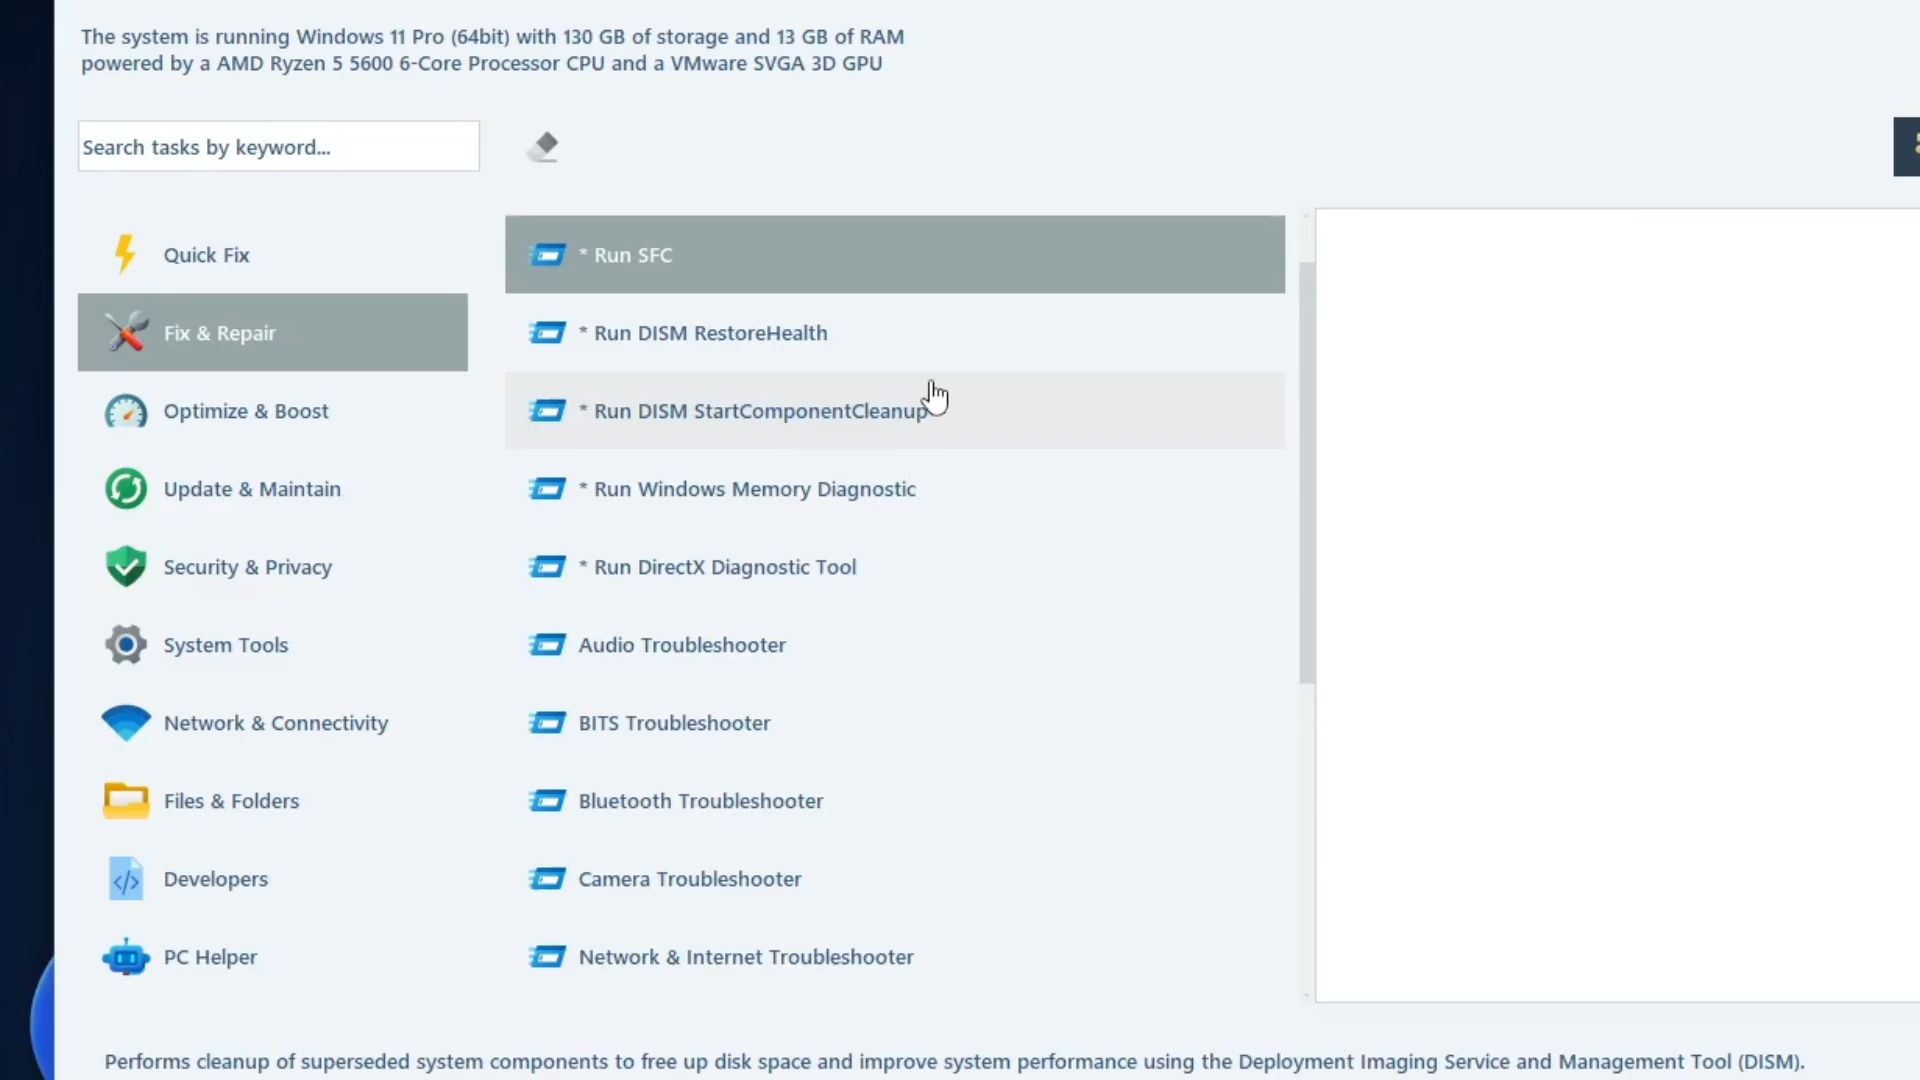 The system is running Windows 11 Pro (64bit) with 130 GB of storage and 13 GB of RAM
powered by a AMD Ryzen 5 5600 6-Core Processor CPU and a VMware SVGA 3D GPU
Search tasks by keyword...
Quick Fix
Fix & Repair
Optimize & Boost
Update & Maintain
Security & Privacy
System Tools
Network & Connectivity
Files & Folders
Developers
PC Helper
* Run SFC
* Run DISM RestoreHealth
* Run DISM StartComponentCleanup
* Run Windows Memory Diagnostic
* Run DirectX Diagnostic Tool
Audio Troubleshooter
BITS Troubleshooter
Bluetooth Troubleshooter
Camera Troubleshooter
Network & Internet Troubleshooter
Performs cleanup of superseded system components to free up disk space and improve system performance using the Deployment Imaging Service and Management Tool (DISM).